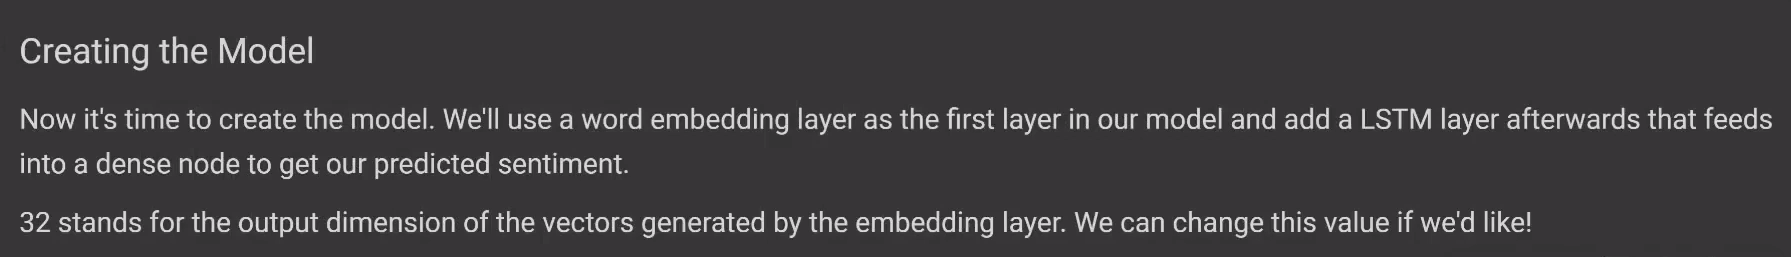 Creating the Model
Now it's time to create the model. We'll use a word embedding layer as the first layer in our model and add a LSTM layer afterwards that feeds
into a dense node to get our predicted sentiment.
32 stands for the output dimension of the vectors generated by the embedding layer. We can change this value if we'd like!